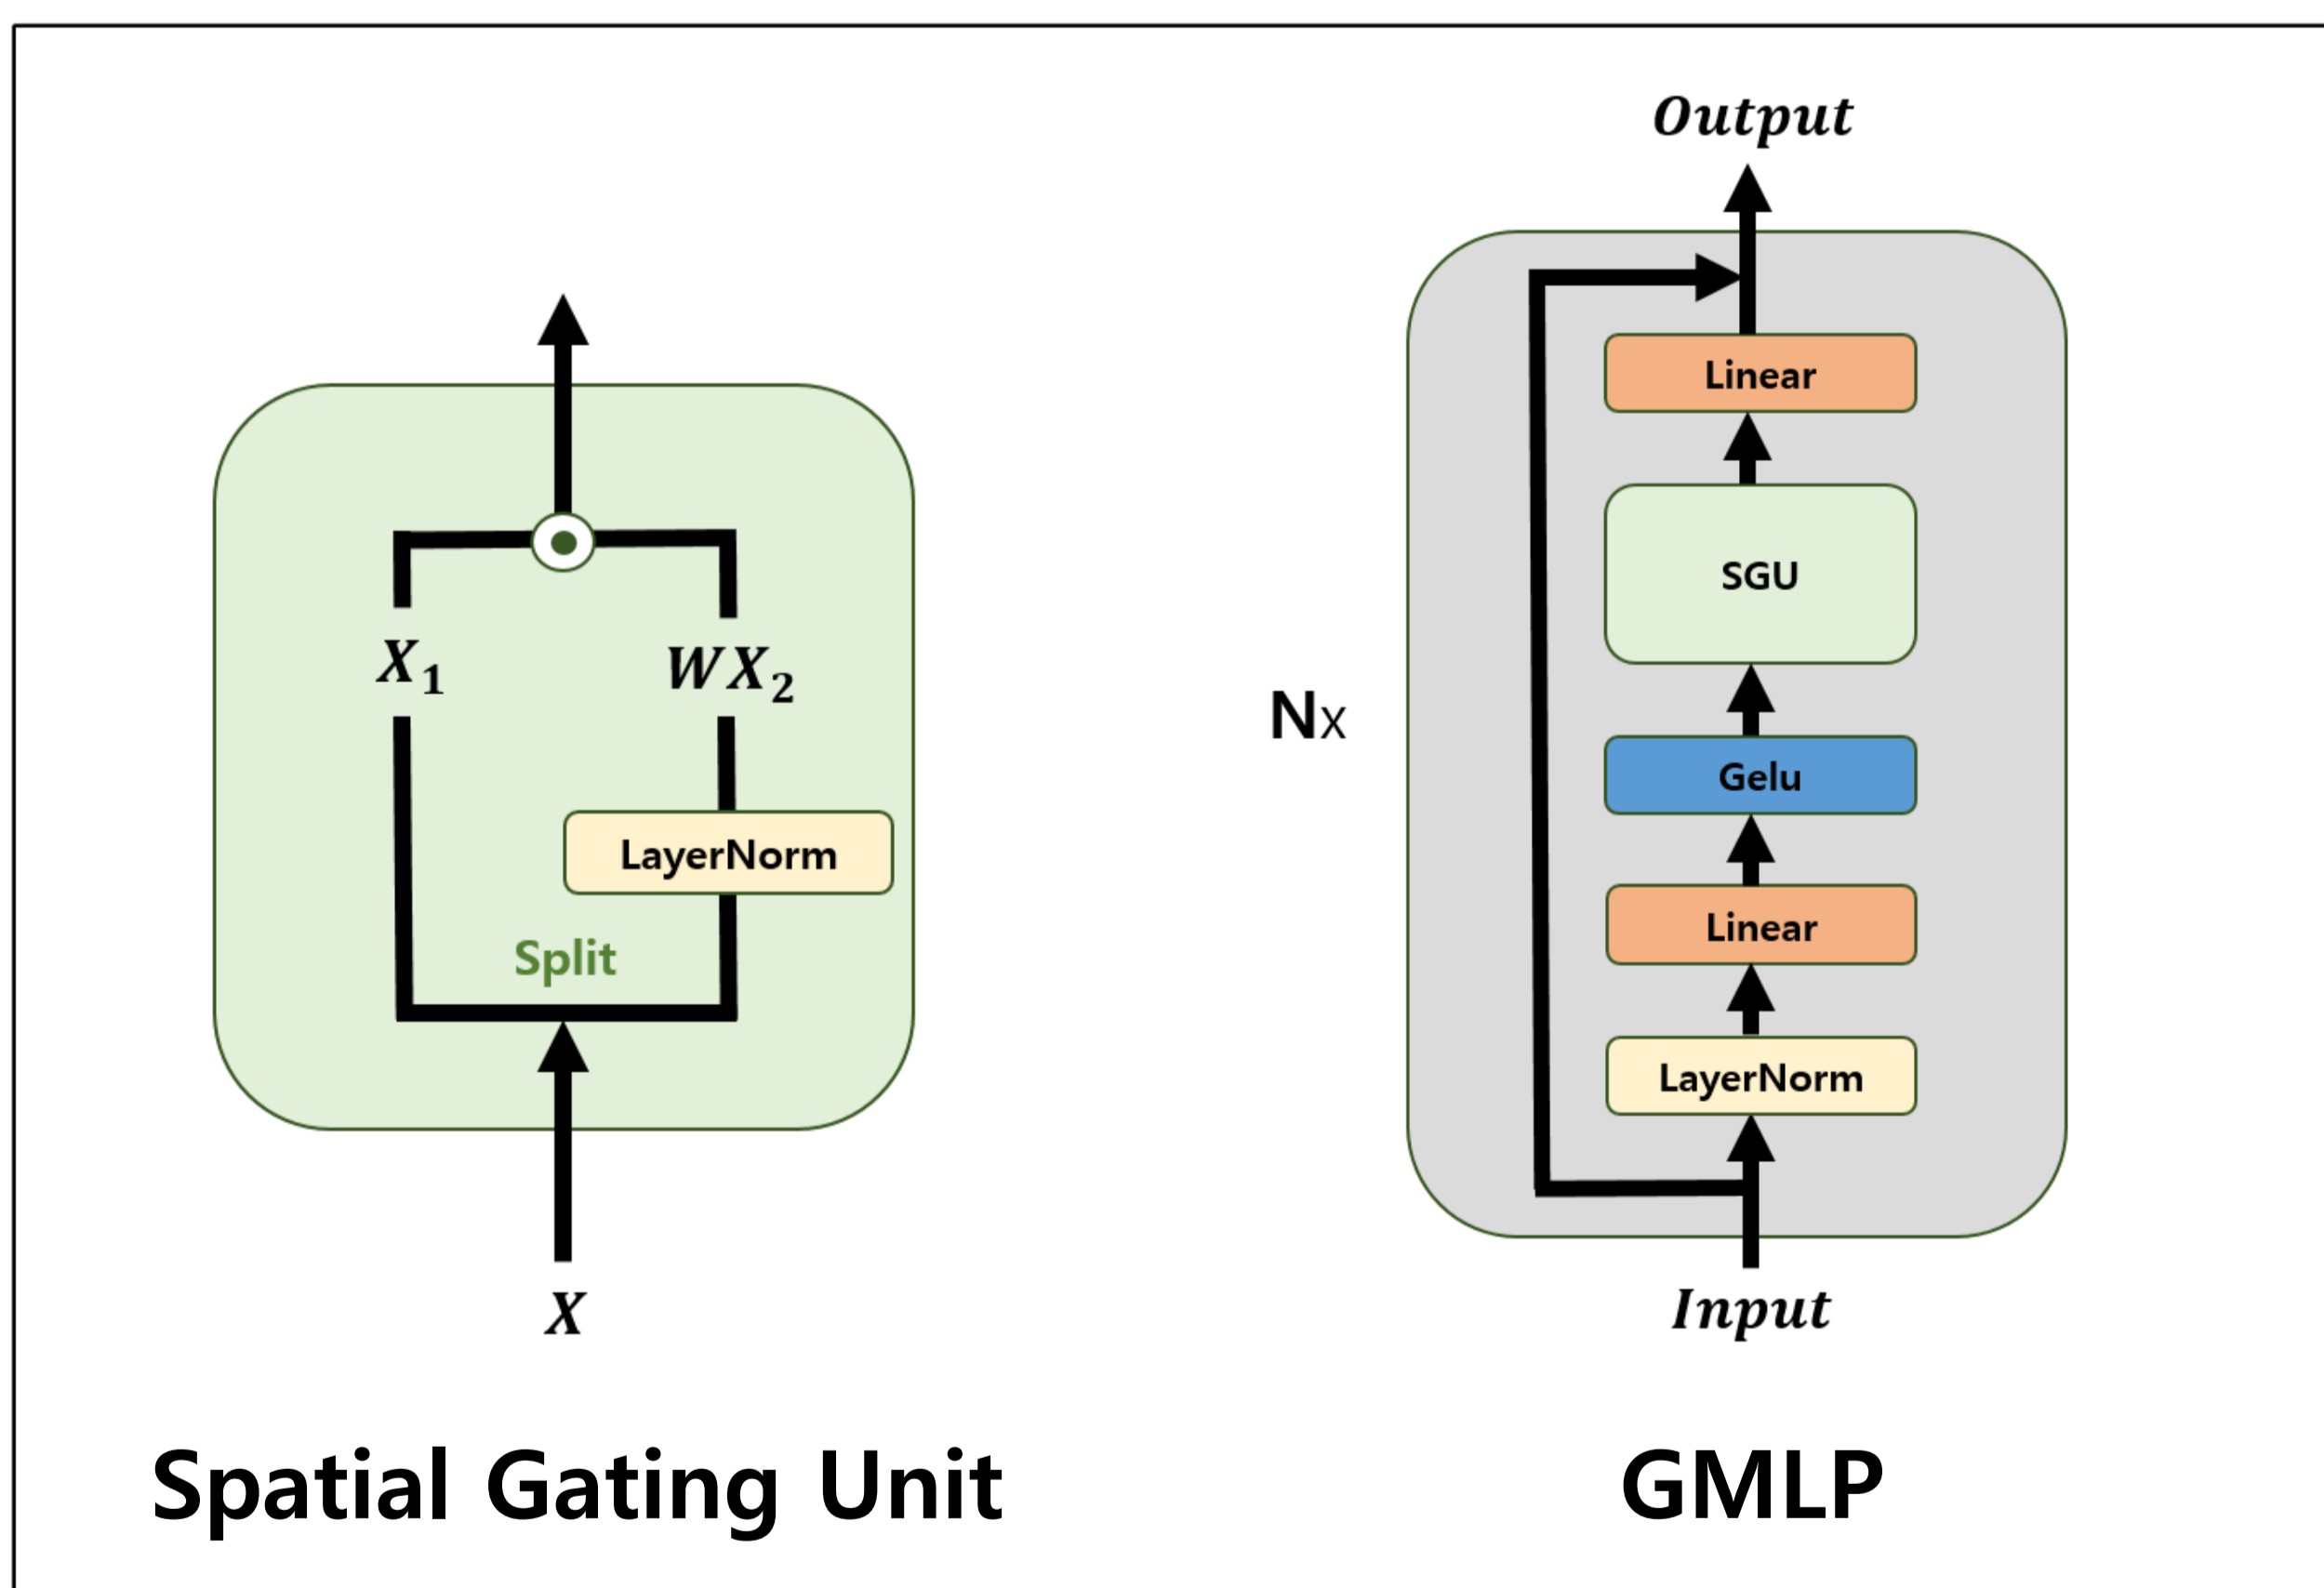 X₁
WX₂
LayerNorm
Split
X
Spatial Gating Unit
Output
Linear
SGU
Nx
Gelu
Linear
LayerNorm
Input
GMLP